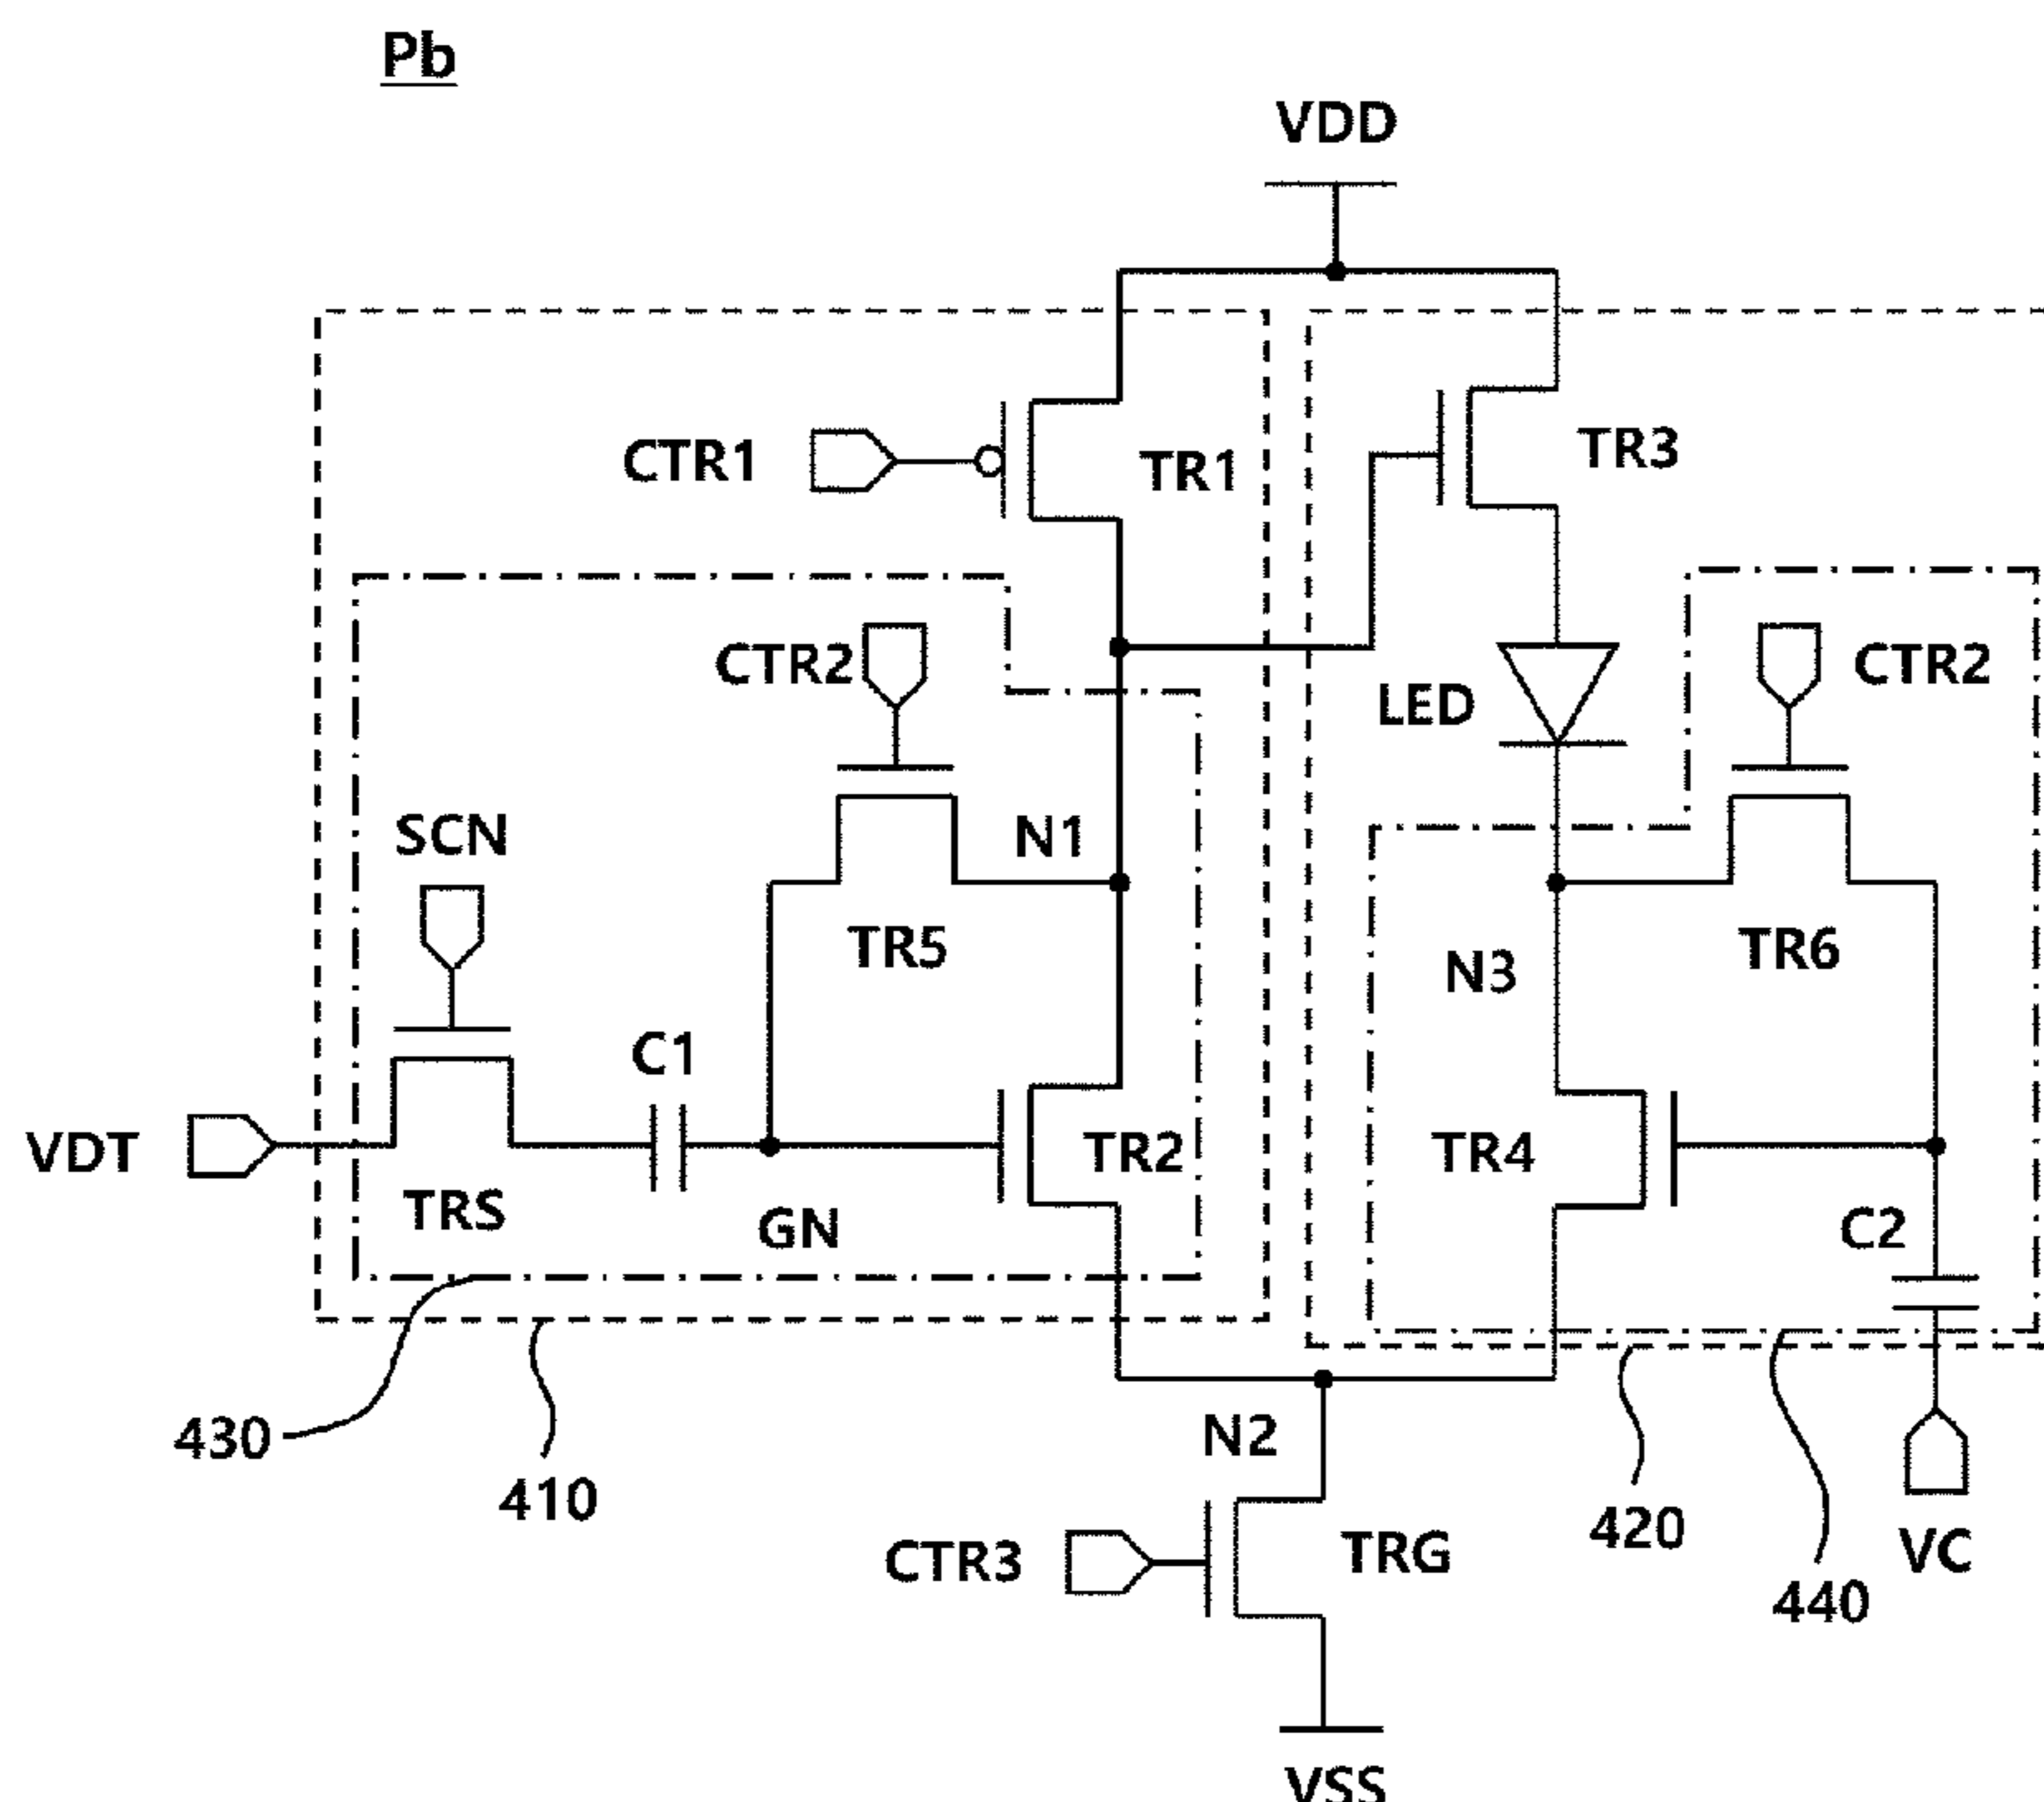 Pb
VDD
CTR1
TR1
TR3
CTR2
LED
CTR2
SCN
N1
TR5
N3
TR6
C1
VDT
TRS
GN
TR2
TR4
C2
430
410
N2
420
440
VC
CTR3
TRG
VSS